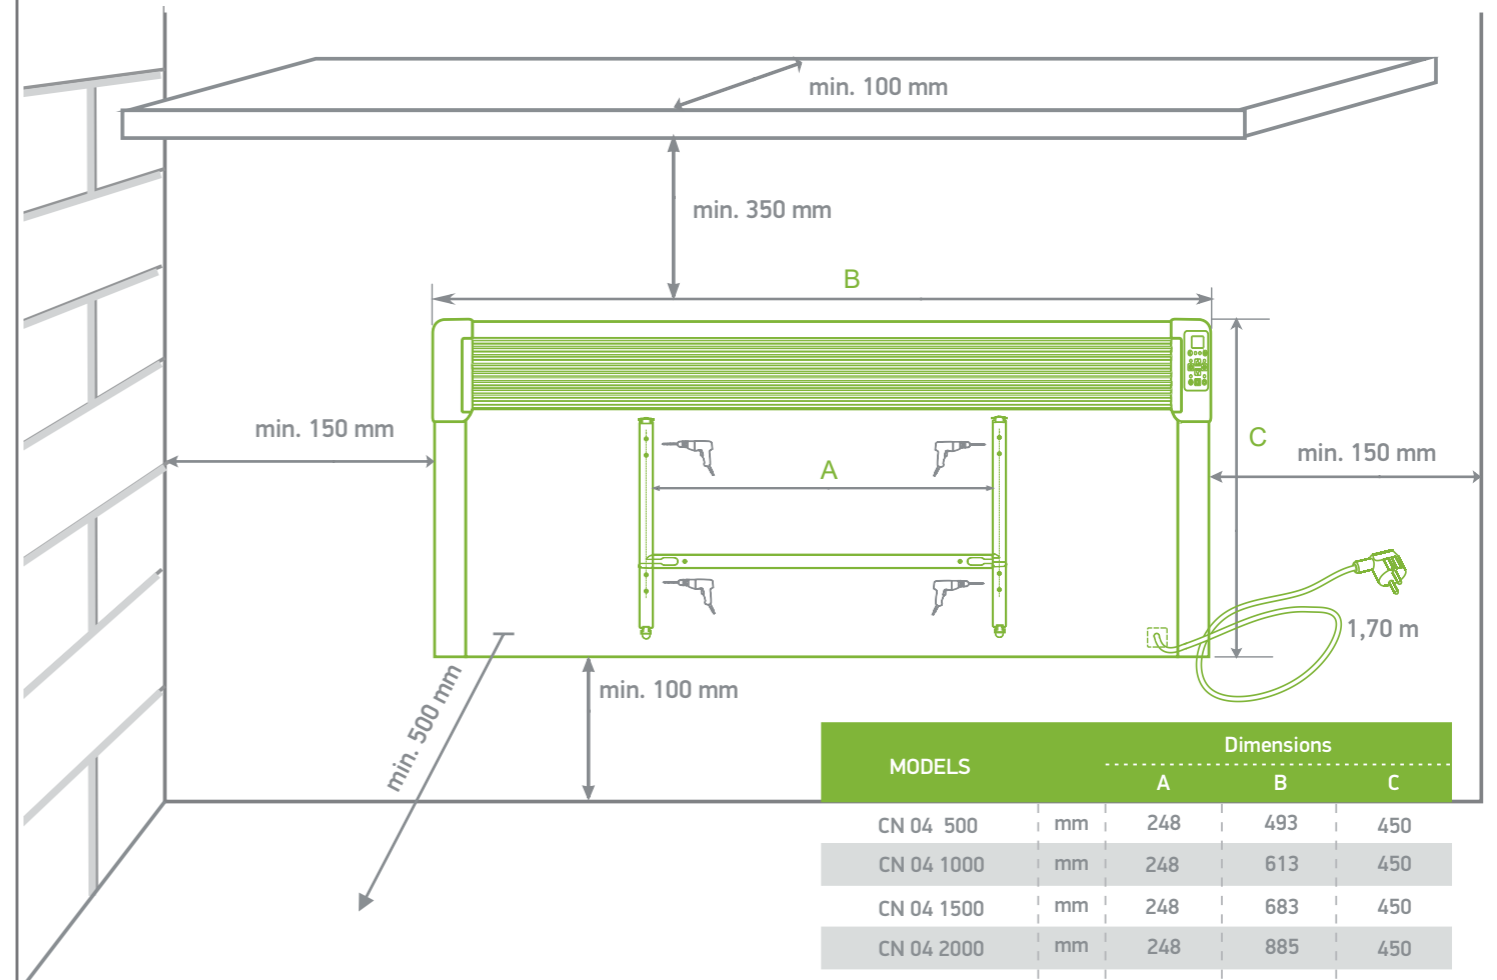 min. 100 mm
min. 350 mm
B
min. 150 mm
C
min. 150 mm
A
1,70 m
min. 500 mm
min. 100 mm
MODELS Dimensions
A B C
CN 04 500 mm 248 493 450
CN 04 1000 mm 248 613 450
CN 04 1500 mm 248 683 450
CN 04 2000 mm 248 885 450